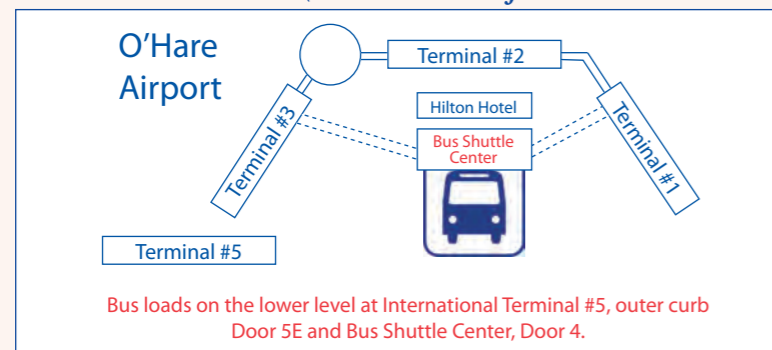 O'Hare
Airport
Terminal #2
Hilton Hotel
Bus Shuttle
Center
Terminal #3
Terminal #1
Terminal #5
Bus loads on the lower level at International Terminal #5, outer curb
Door 5E and Bus Shuttle Center, Door 4.